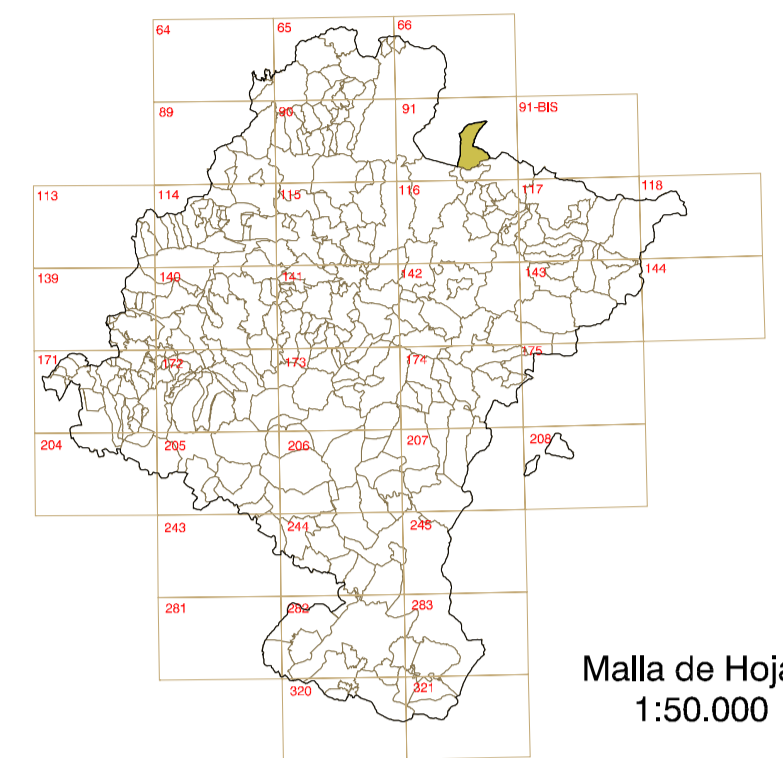 64 65 66
89 90 91 91-BIS
113 114 115 116 117 118
139 140 141 142 143 144
171 172 173 174 175
204 205 206 207 208
243 244 245
281 282 283
320 321
Malla de Hoja
1:50.000